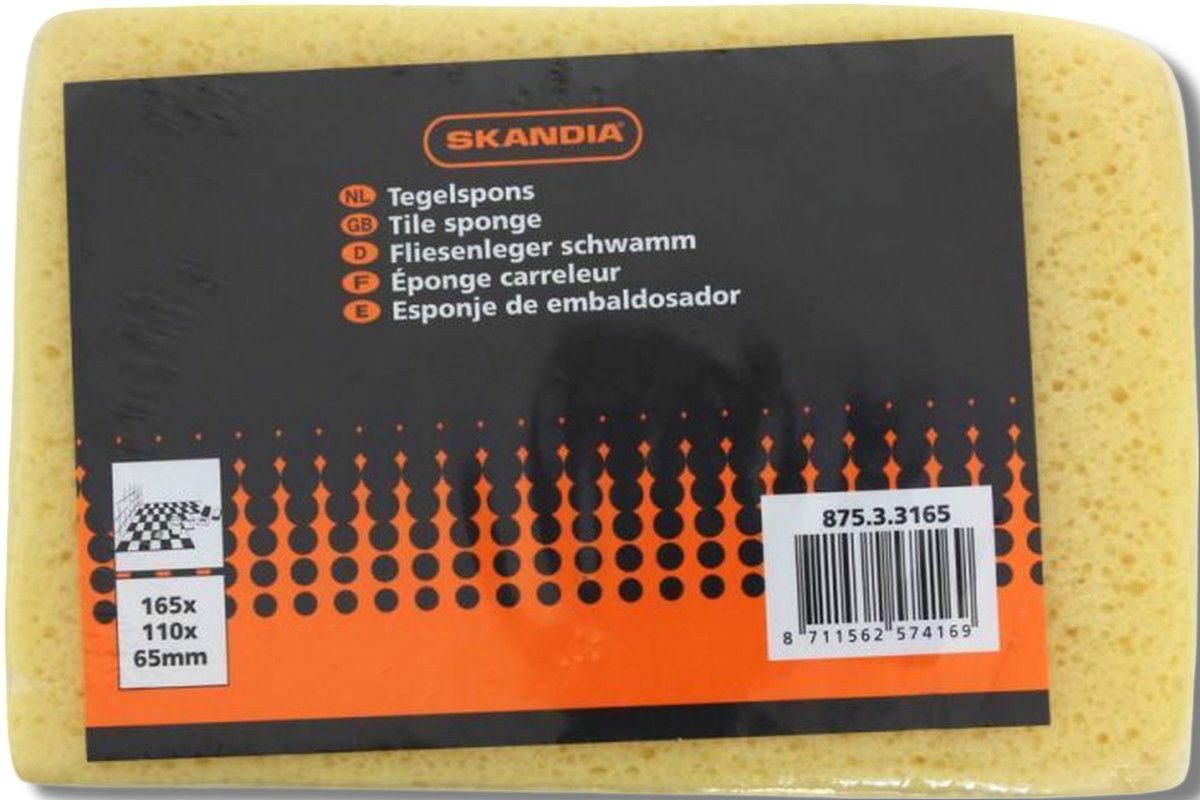 SKANDIA®
NL Tegelspons
GB Tile sponge
D Fliesenleger schwamm
F Éponge carreleur
E Esponje de embaldosador
165x
110x
65mm
875.3.3165
8 711562 574169